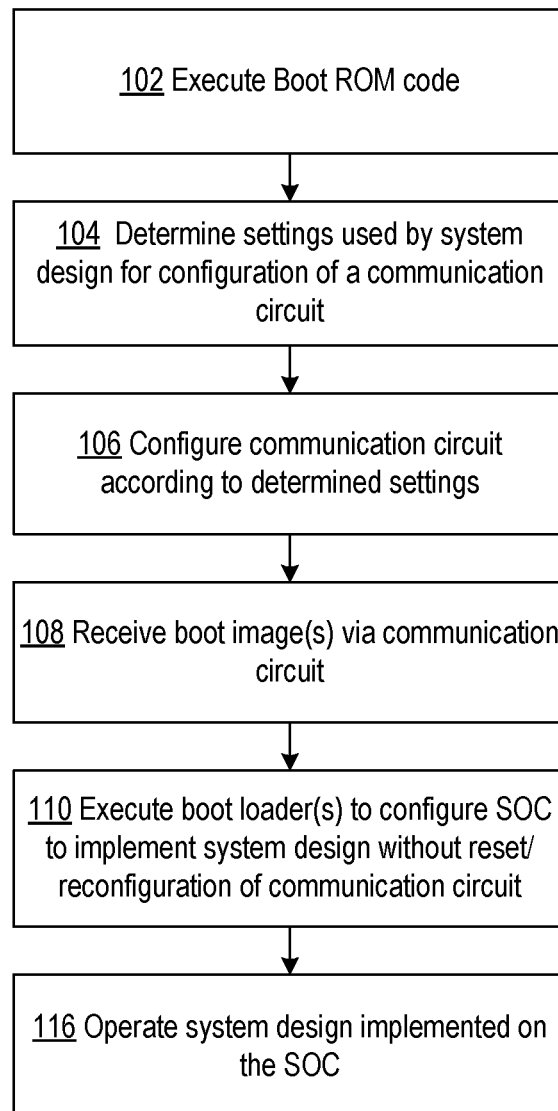 102 Execute Boot ROM code
104 Determine settings used by system
design for configuration of a communication
circuit
106 Configure communication circuit
according to determined settings
108 Receive boot image(s) via communication
circuit
110 Execute boot loader(s) to configure SOC
to implement system design without reset/
reconfiguration of communication circuit
116 Operate system design implemented on
the SOC